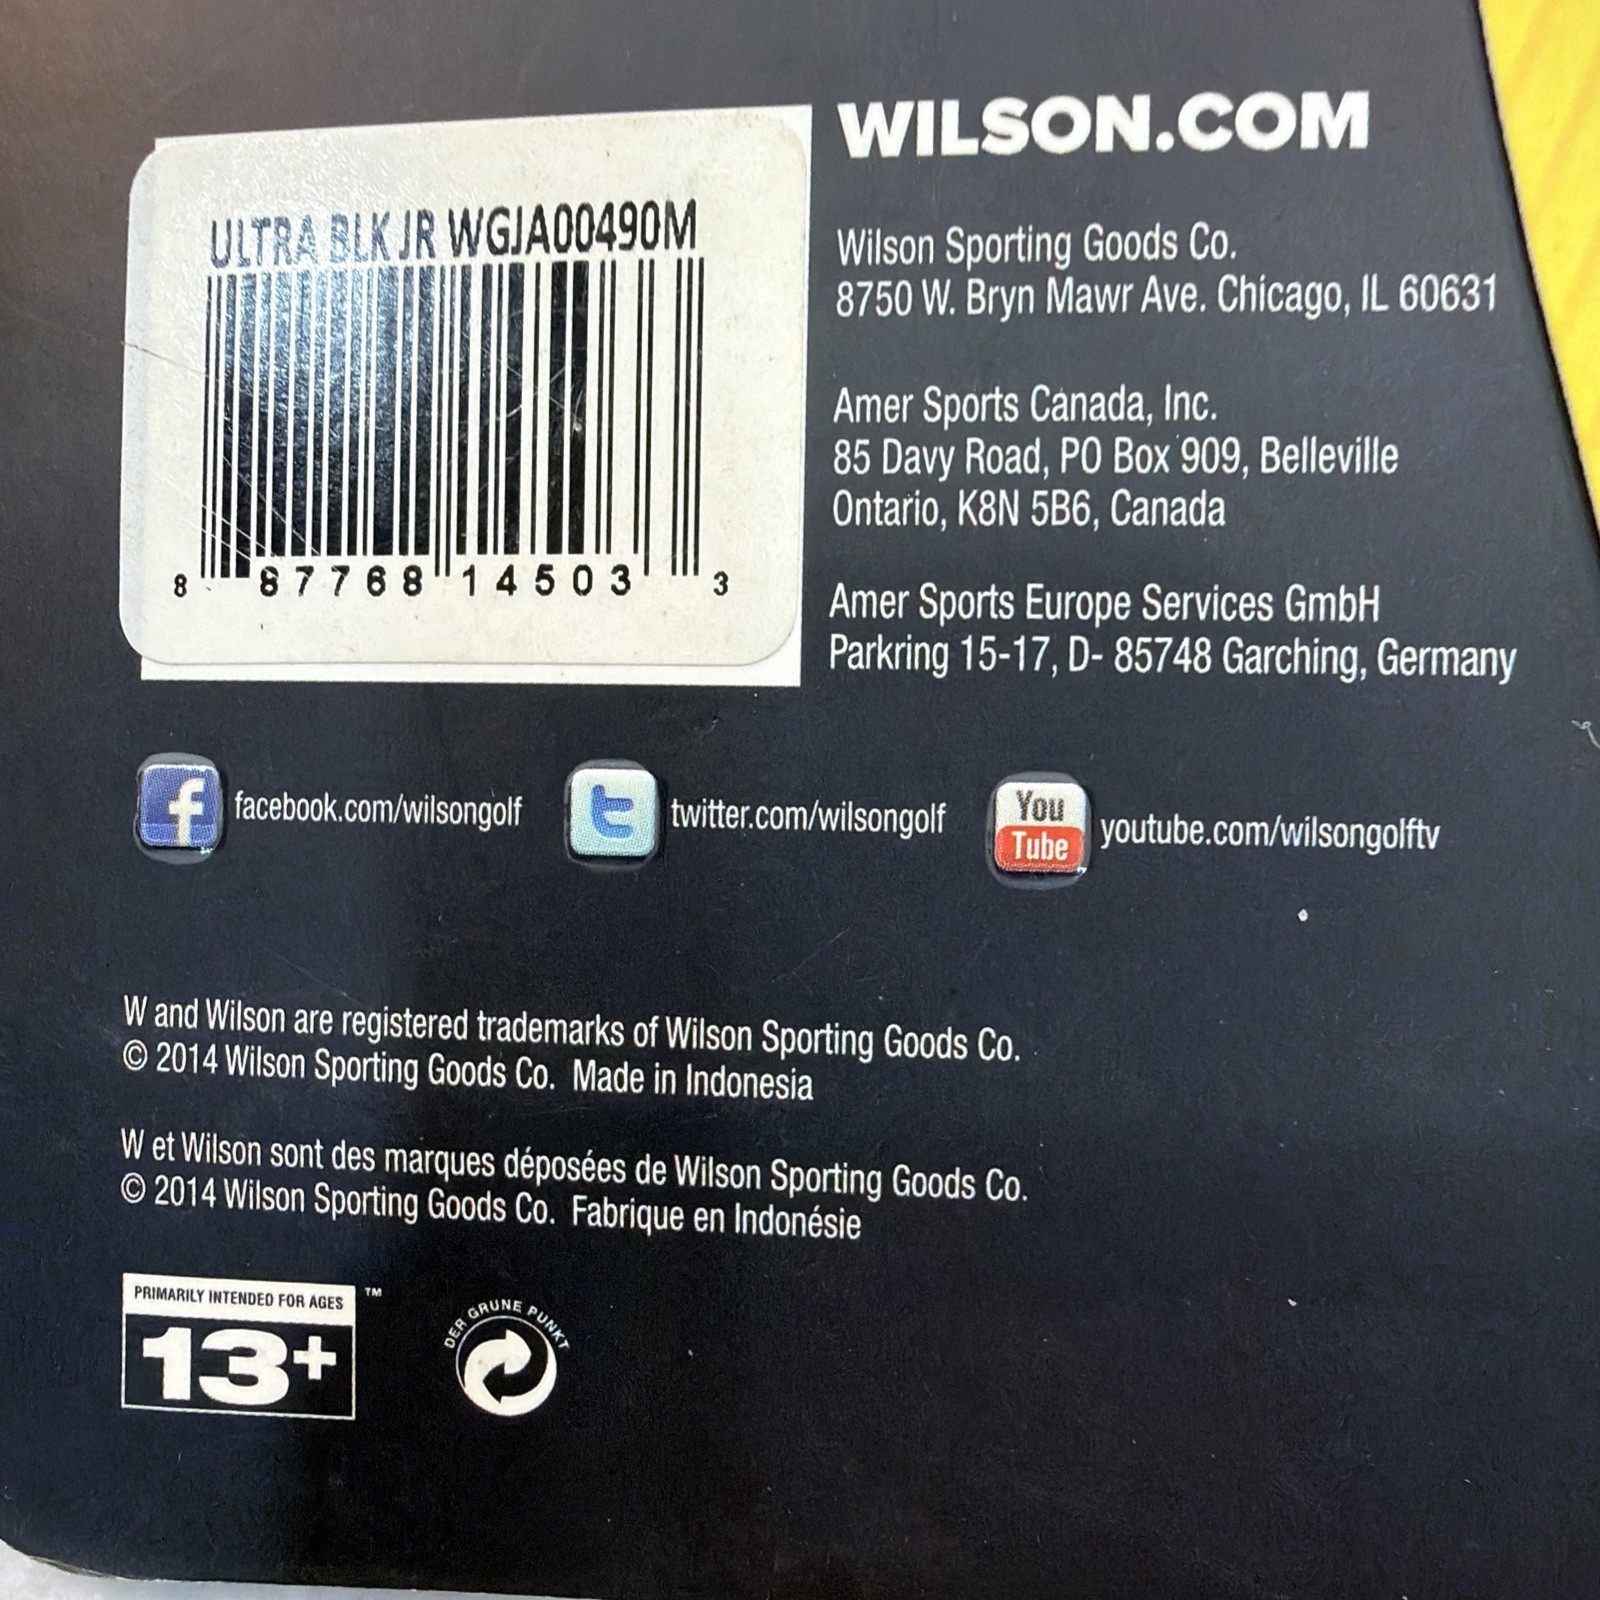 ULTRA BLK JR WGJA00490M
8 87768 14503 3
WILSON.COM
Wilson Sporting Goods Co.
8750 W. Bryn Mawr Ave. Chicago, IL 60631
Amer Sports Canada, Inc.
85 Davy Road, PO Box 909, Belleville
Ontario, K8N 5B6, Canada
Amer Sports Europe Services GmbH
Parkring 15-17, D- 85748 Garching, Germany
f facebook.com/wilsongolf
t twitter.com/wilsongolf
You
Tube
youtube.com/wilsongolftv
W and Wilson are registered trademarks of Wilson Sporting Goods Co.
© 2014 Wilson Sporting Goods Co. Made in Indonesia
W et Wilson sont des marques déposées de Wilson Sporting Goods Co.
© 2014 Wilson Sporting Goods Co. Fabrique en Indonésie
PRIMARILY INTENDED FOR AGES ™
13+
DER GRUNE PUNKT